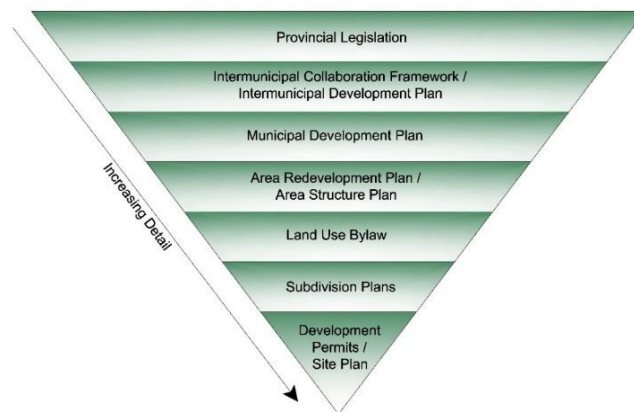 Provincial Legislation
Intermunicipal Collaboration Framework /
Intermunicipal Development Plan
Municipal Development Plan
Area Redevelopment Plan /
Area Structure Plan
Land Use Bylaw
Subdivision Plans
Development
Permits /
Site Plan
Increasing Detail